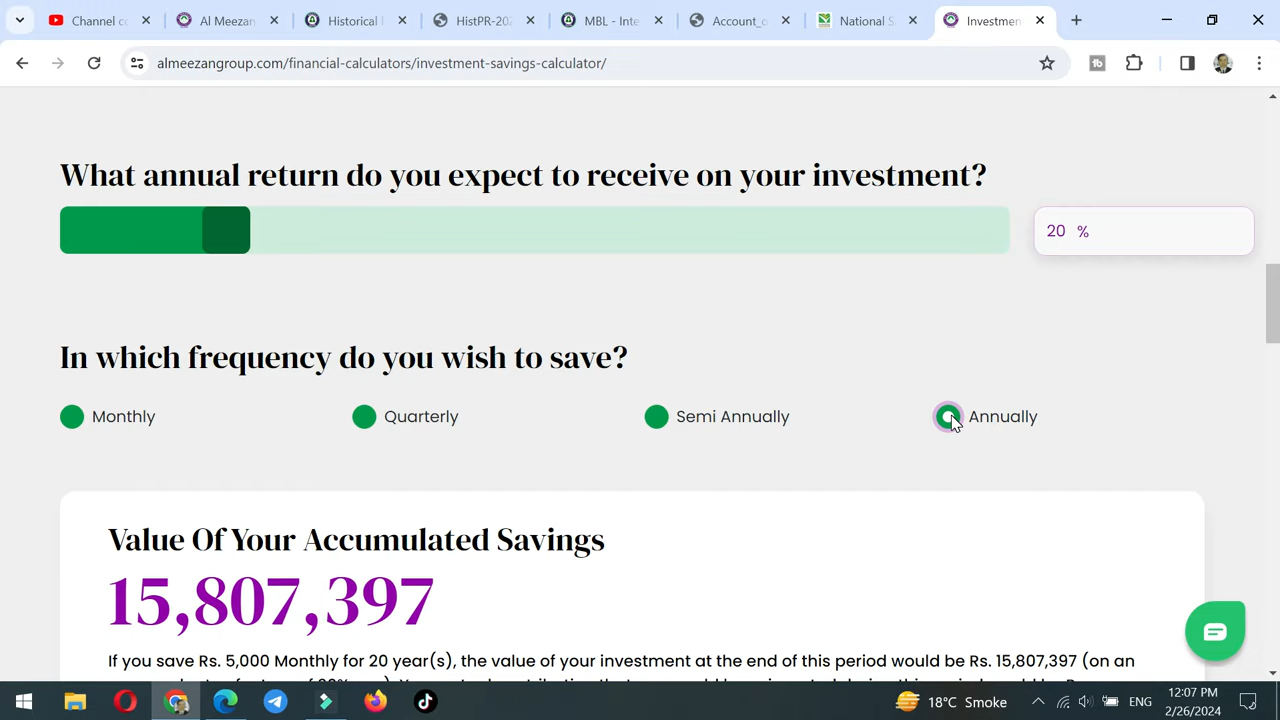 Channel c
Al Meezan
Historical
HistPR-202
MBL - Inte
Account_o
National S
Investmen
almeezangroup.com/financial-calculators/investment-savings-calculator/
What annual return do you expect to receive on your investment?
20 %
In which frequency do you wish to save?
Monthly
Quarterly
Semi Annually
Annually
Value Of Your Accumulated Savings
15,807,397
If you save Rs. 5,000 Monthly for 20 year(s), the value of your investment at the end of this period would be Rs. 15,807,397 (on an
18°C Smoke
ENG
12:07 PM
2/26/2024